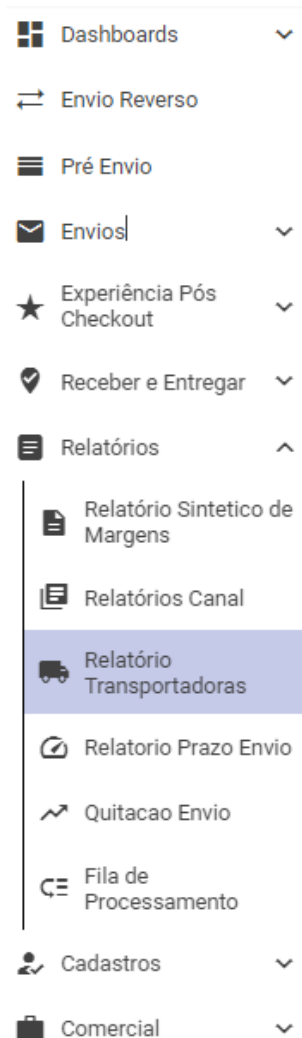 Dashboards
Envio Reverso
Pré Envio
Envios
Experiência Pós
Checkout
Receber e Entregar
Relatórios
Relatório Sintetico de
Margens
Relatórios Canal
Relatório
Transportadoras
Relatorio Prazo Envio
Quitacao Envio
Fila de
Processamento
Cadastros
Comercial